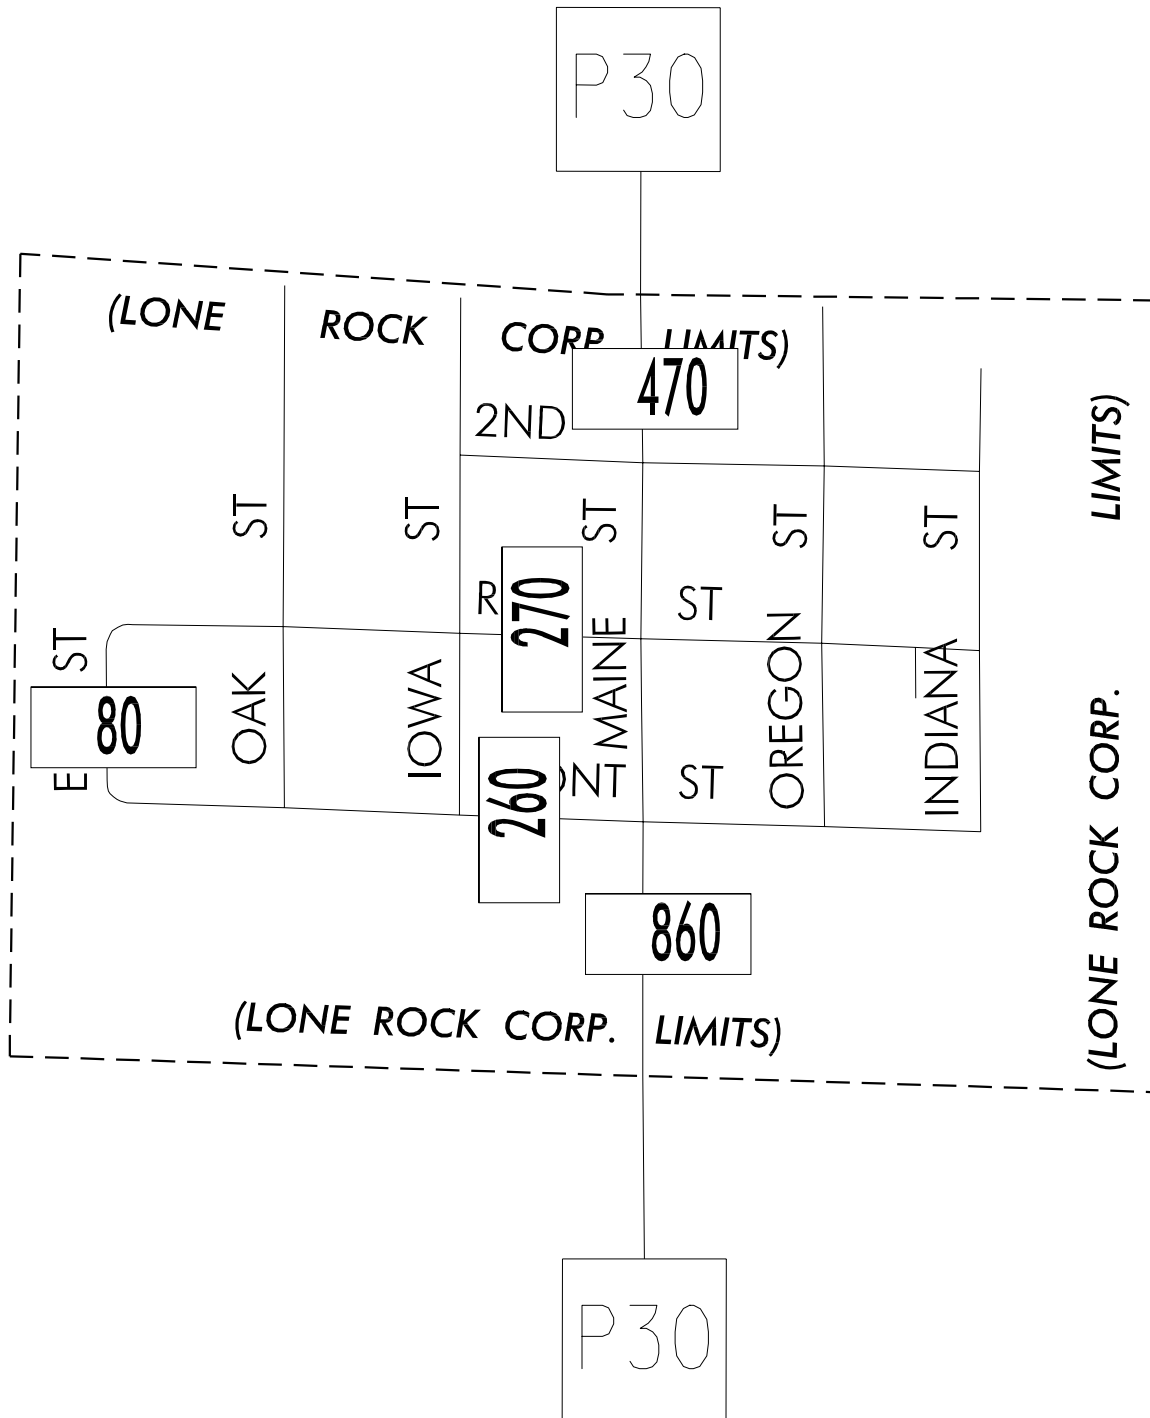 P30
(LONE ROCK CORP LIMITS)
470
2ND
LIMITS)
ST
ST
ST
ST
ST
270
ST
ST
OAK
IOWA
MAINE
OREGON
INDIANA
80
260
ST
860
(LONE ROCK CORP.
(LONE ROCK CORP. LIMITS)
P30